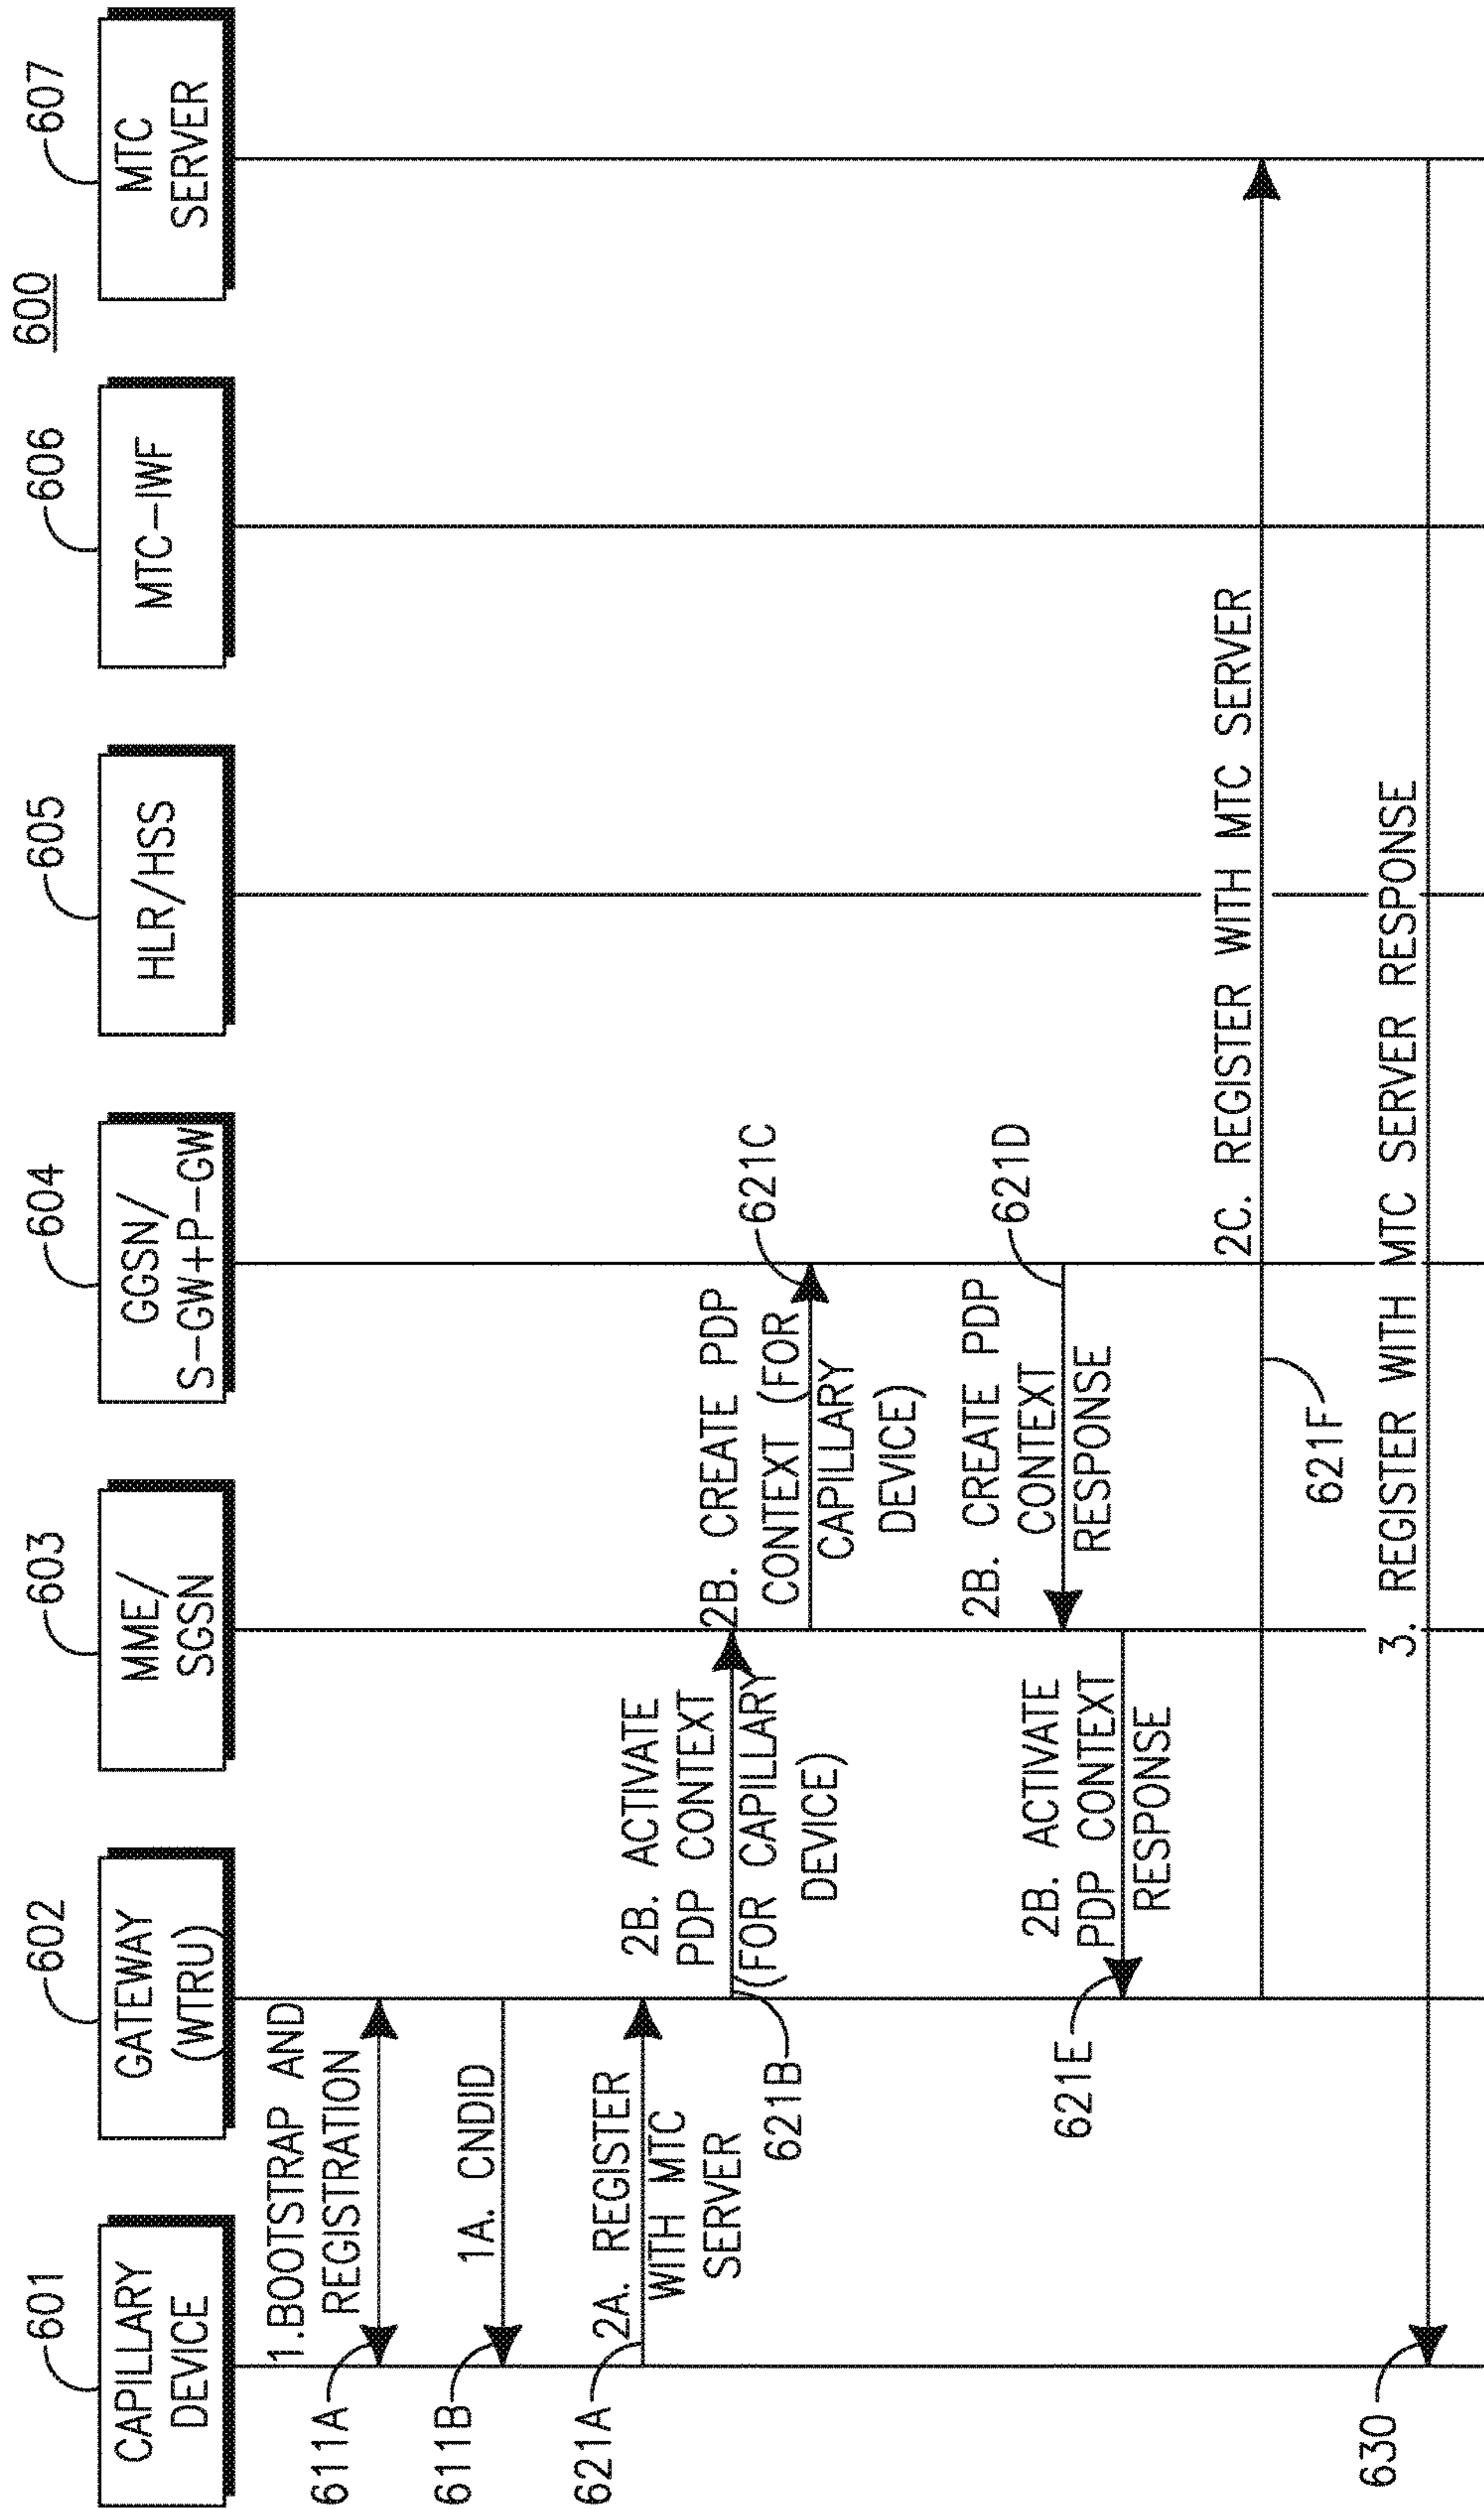 600
601
602
603
604
605
606
607
CAPILLARY
DEVICE
GATEWAY
(WTRU)
MME/
SGSN
GGSN/
S-GW+P-GW
HLR/HSS
MTC-IWF
MTC
SERVER
1.BOOTSTRAP AND
REGISTRATION
611A
1A. CNDID
611B
2A. REGISTER
WITH MTC
SERVER
621A
2B. ACTIVATE
PDP CONTEXT
(FOR CAPILLARY
DEVICE)
621B
2B. CREATE PDP
CONTEXT (FOR
CAPILLARY
DEVICE)
621C
2B. CREATE PDP
CONTEXT
RESPONSE
621D
2B. ACTIVATE
PDP CONTEXT
RESPONSE
621E
2C. REGISTER WITH MTC SERVER
621F
3. REGISTER WITH MTC SERVER RESPONSE
630